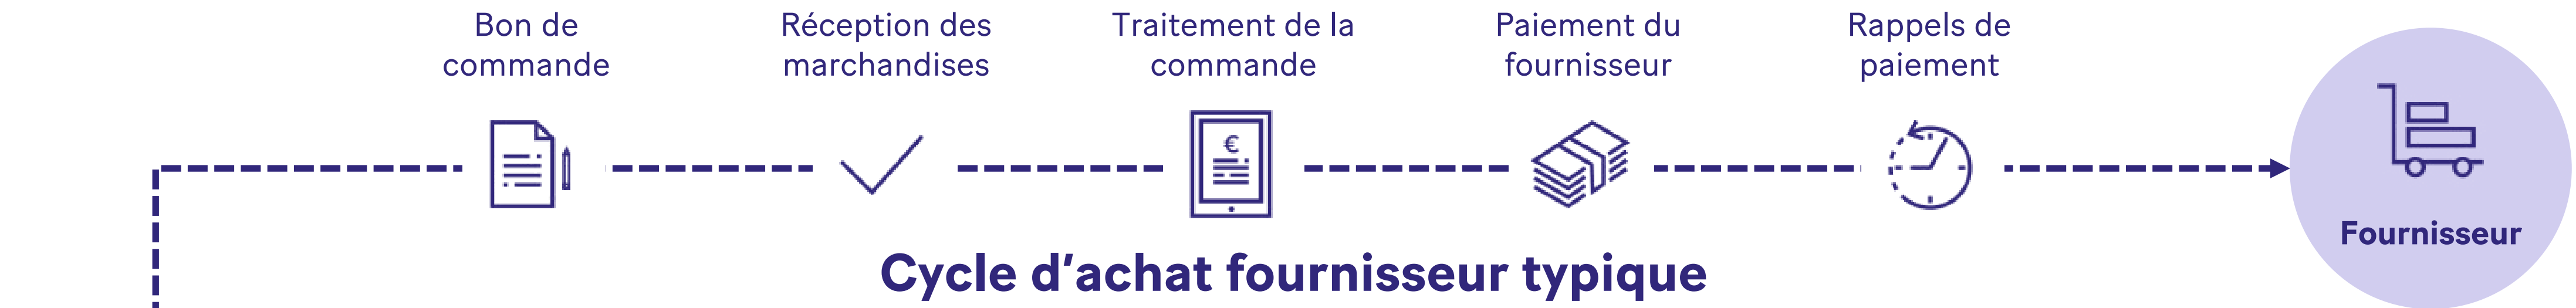 Bon de
commande
Réception des
marchandises
Traitement de la
commande
Paiement du
fournisseur
Rappels de
paiement
€
Fournisseur
Cycle d’achat fournisseur typique